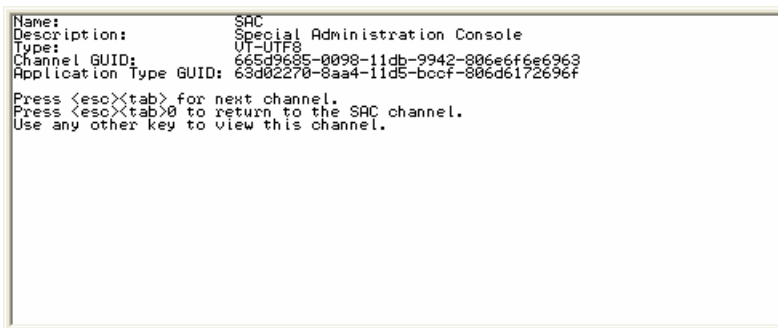 Name: SAC
Description: Special Administration Console
Type: VT-UTF8
Channel GUID: 665d9685-0098-11db-9942-806e6f6e6963
Application Type GUID: 63d02270-8aa4-11d5-bccf-806d6172696f
Press <esc><tab> for next channel.
Press <esc><tab>0 to return to the SAC channel.
Use any other key to view this channel.